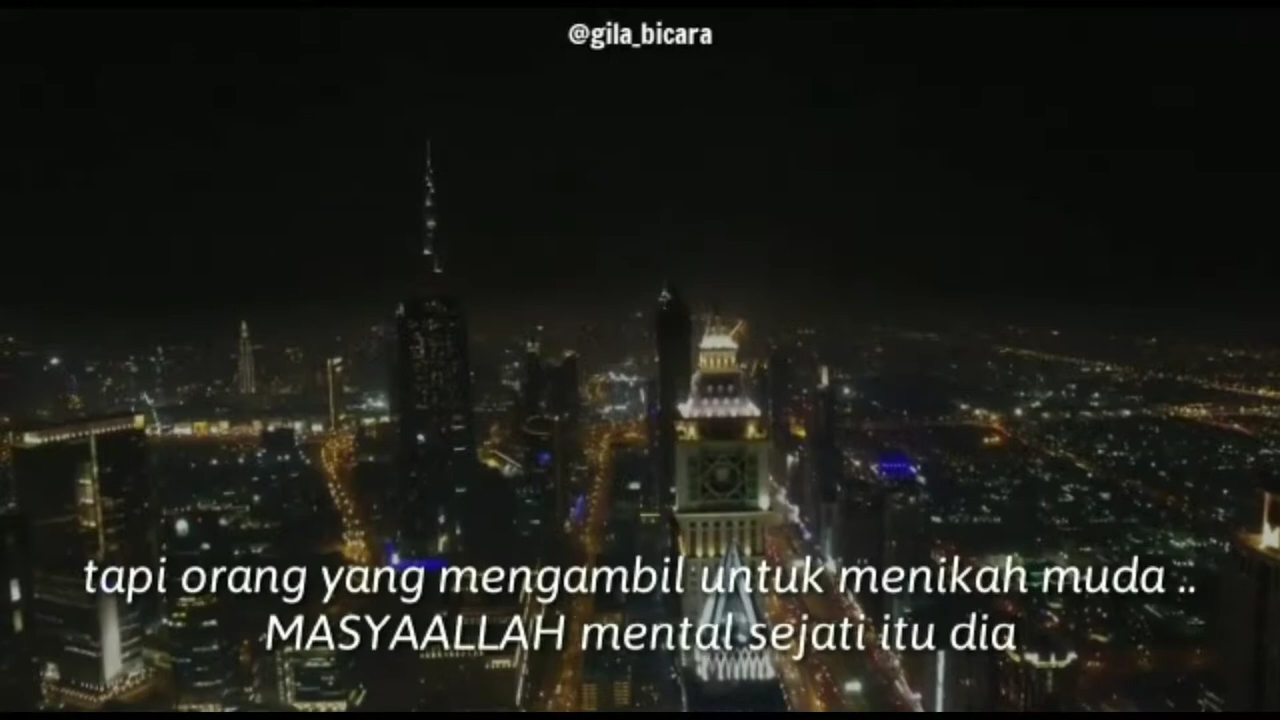 @gila_bicara
tapi orang yang mengambil untuk menikah muda ..
MASYAALLAH mental sejati itu dia